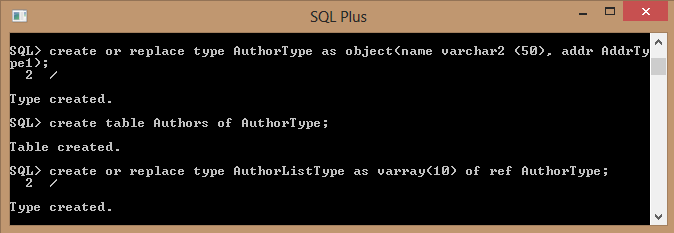 SQL Plus
SQL> create or replace type AuthorType as object(name varchar2 (50), addr AddrTy
pe1);
2 /
Type created.
SQL> create table Authors of AuthorType;
Table created.
SQL> create or replace type AuthorListType as varray(10) of ref AuthorType;
2 /
Type created.